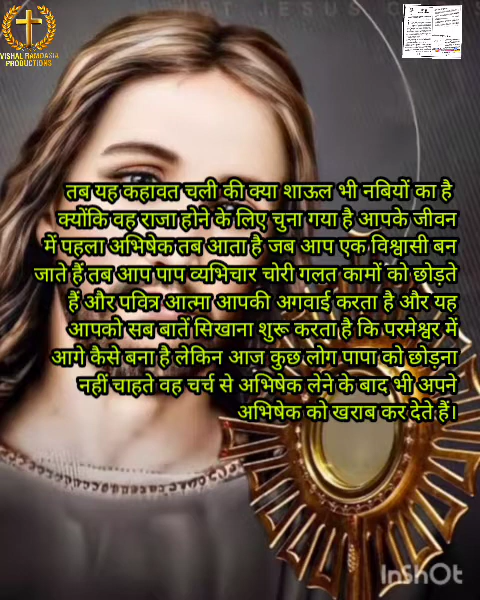 ST JESUS C
VISHAL RAMDASIA
PRODUCTIONS
तब यह कहावत चली की क्या शाऊल भी नबियों का है
क्योंकि वह राजा होने के लिए चुना गया है आपके जीवन
में पहला अभिषेक तब आता है जब आप एक विश्वासी बन
जाते हैं तब आप पाप व्यभिचार चोरी गलत कामों को छोड़ते
हैं और पवित्र आत्मा आपकी अगवाई करता है और यह
आपको सब बातें सिखाना शुरू करता है कि परमेश्वर में
आगे कैसे बना है लेकिन आज कुछ लोग पापा को छोड़ना
नहीं चाहते वह चर्च से अभिषेक लेने के बाद भी अपने
अभिषेक को खराब कर देते हैं।
InShOt